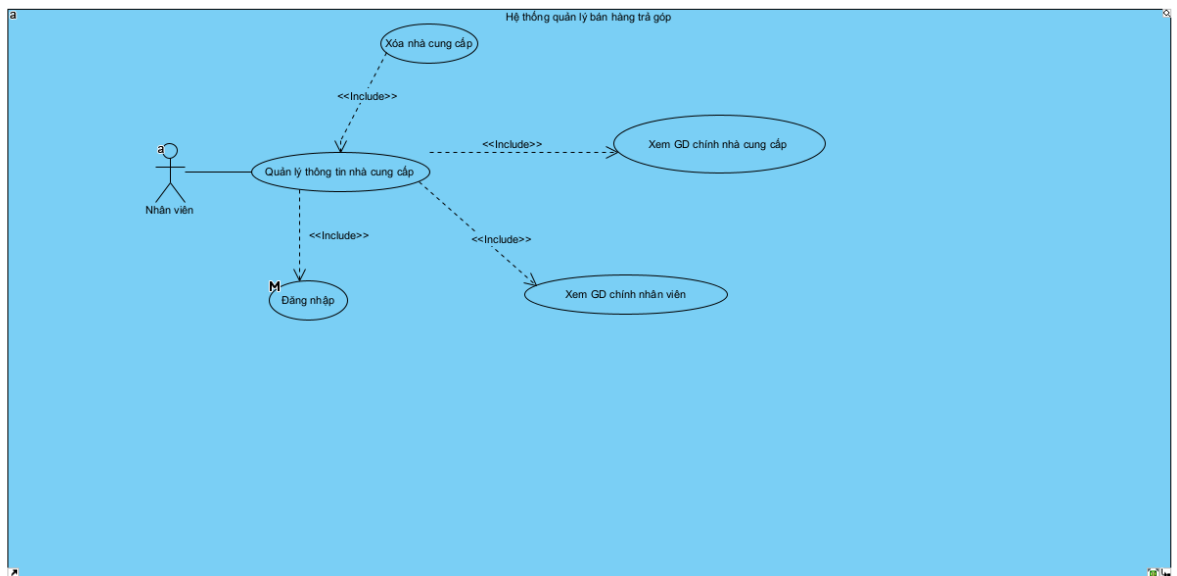 a
Hệ thống quản lý bán hàng trả góp
Xóa nhà cung cấp
<<Include>>
<<Include>>
Xem GD chính nhà cung cấp
a
Quản lý thông tin nhà cung cấp
Nhân viên
<<Include>>
<<Include>>
M
Đăng nhập
Xem GD chính nhân viên